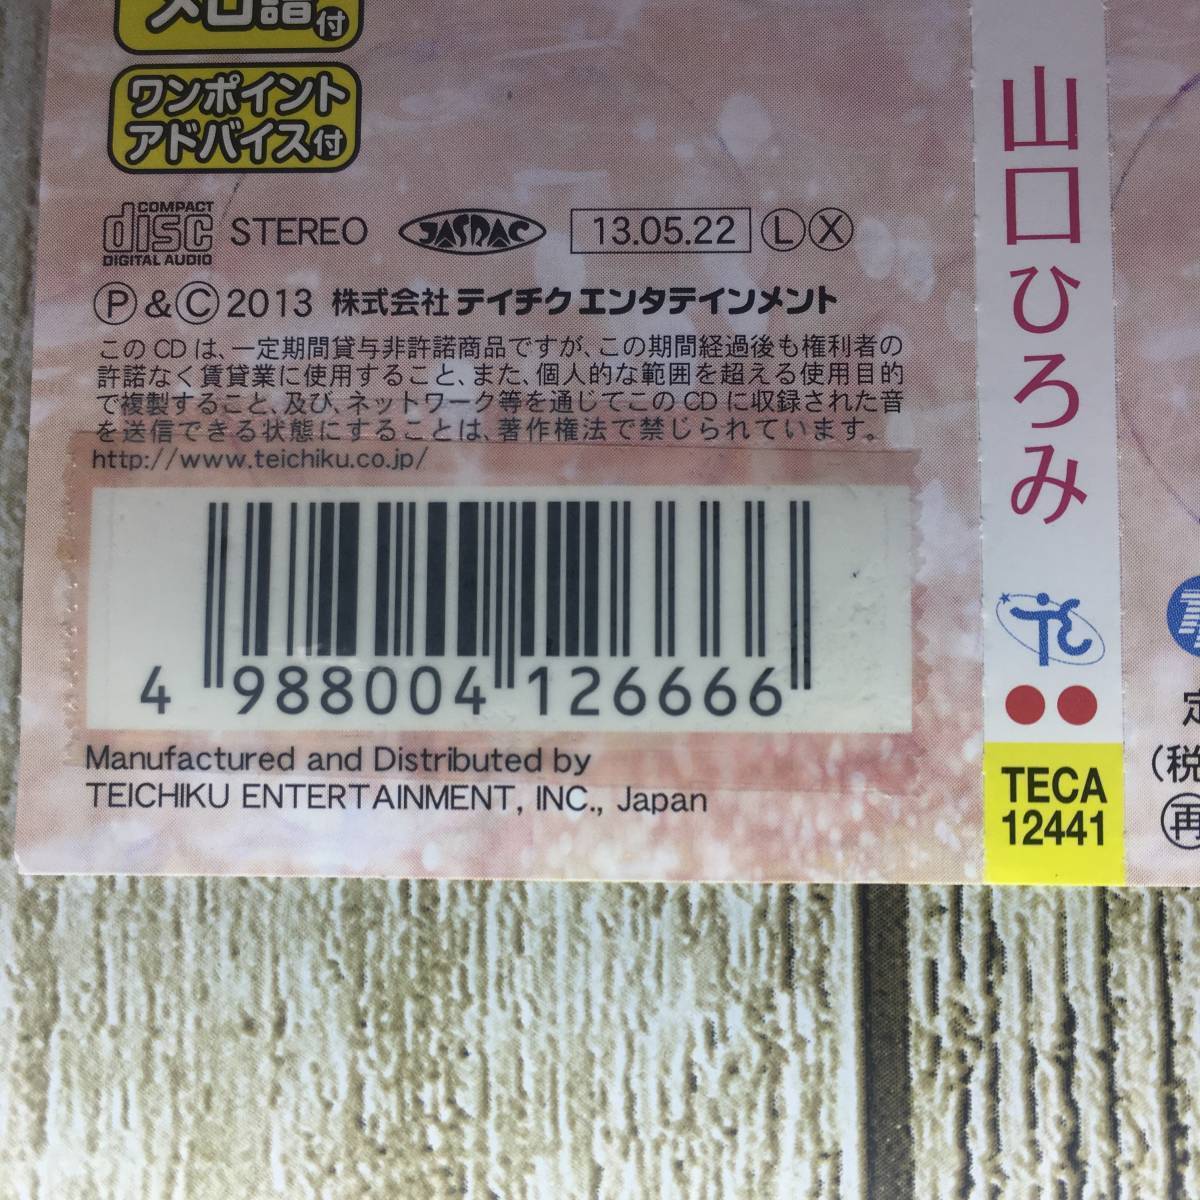 メロ譜付
ワンポイント
アドバイス付
COMPACT
disc
DIGITAL AUDIO
STEREO
JASRAC
13.05.22
Ⓛ Ⓧ
Ⓟ & Ⓒ 2013 株式会社 テイチクエンタテインメント
このCDは、一定期間貸与非許諾商品ですが、この期間経過後も権利者の
許諾なく賃貸業に使用すること、また、個人的な範囲を超える使用目的
で複製すること、及び、ネットワーク等を通じてこのCDに収録された音
を送信できる状態にすることは、著作権法で禁じられています。
http://www.teichiku.co.jp/
4 988004 126666
Manufactured and Distributed by
TEICHIKU ENTERTAINMENT, INC., Japan
山口ひろみ
TECA
12441
定
(税
再